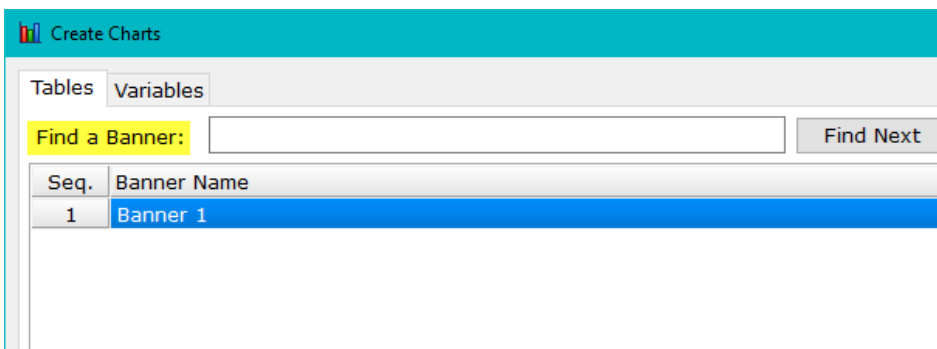 Create Charts
Tables Variables
Find a Banner: Find Next
Seq. Banner Name
1 Banner 1